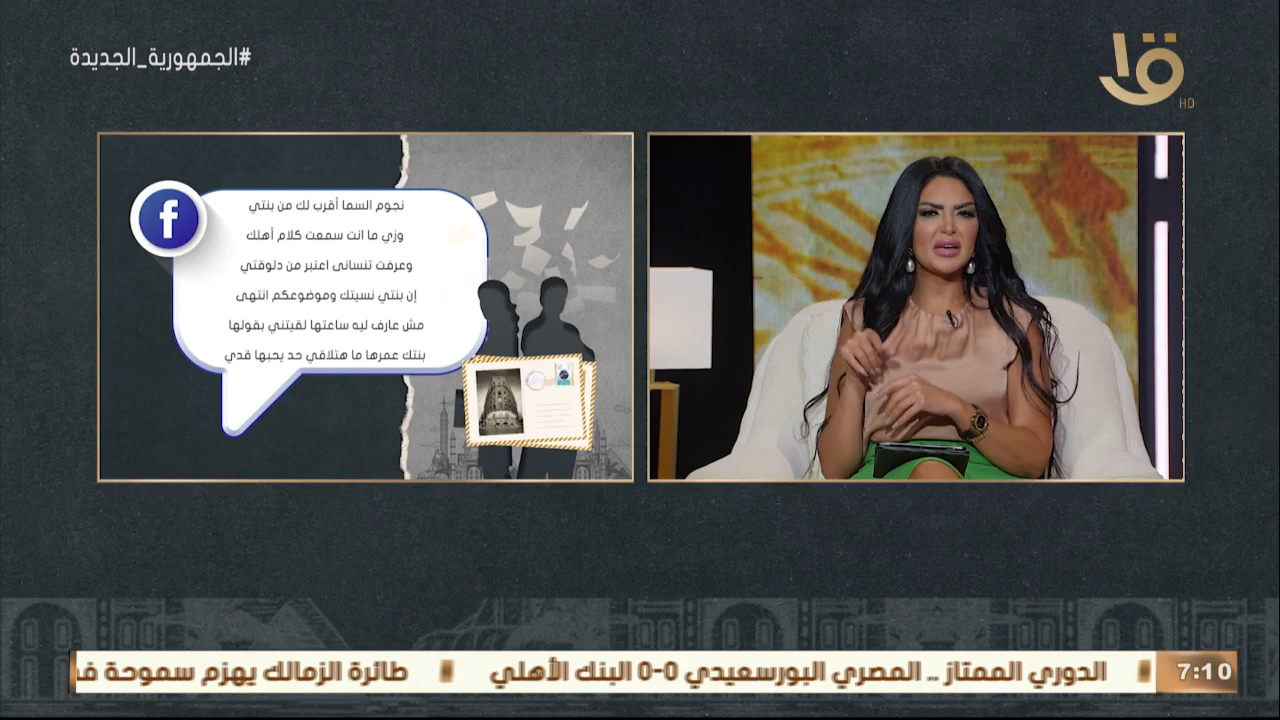 #الجمهورية_الجديدة
HD
نجوم السما أقرب لك من بنتي
وزي ما انت سمعت كلام أهلك
وعرفت تنسانى اعتبر من دلوقتي
إن بنتي نسيتك وموضوعكم انتهى
مش عارف ليه ساعتها لقيتني بقولها
بنتك عمرها ما هتلاقي حد يحبها قدي
7:10
الدوري الممتاز .. المصري البورسعيدي 0-0 البنك الأهلي
طائرة الزمالك يهزم سموحة